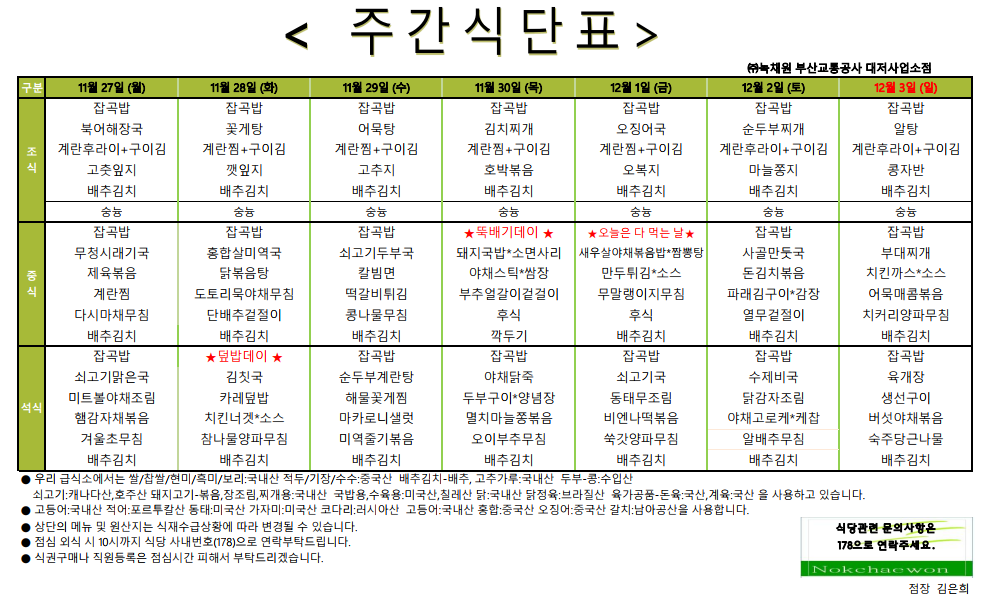 < 주간식단표>
㈜녹채원 부산교통공사 대저사업소점
구분 11월 27일 (월) 11월 28일 (화) 11월 29일 (수) 11월 30일 (목) 12월 1일 (금) 12월 2일 (토) 12월 3일 (일)
조식
잡곡밥 잡곡밥 잡곡밥 잡곡밥 잡곡밥 잡곡밥 잡곡밥
북어해장국 꽃게탕 어묵탕 김치찌개 오징어국 순두부찌개 알탕
계란후라이+구이김 계란찜+구이김 계란찜+구이김 계란찜+구이김 계란찜+구이김 계란후라이+구이김 계란후라이+구이김
고춧잎지 깻잎지 고추지 호박볶음 오복지 마늘쫑지 콩자반
배추김치 배추김치 배추김치 배추김치 배추김치 배추김치 배추김치
숭늉 숭늉 숭늉 숭늉 숭늉 숭늉 숭늉
중식
잡곡밥 잡곡밥 잡곡밥 ★뚝배기데이 ★ ★오늘은 다 먹는 날★ 잡곡밥 잡곡밥
무청시래기국 홍합살미역국 쇠고기두부국 돼지국밥*소면사리 새우살야채볶음밥*짬뽕탕 사골만둣국 부대찌개
제육볶음 닭볶음탕 칼빔면 야채스틱*쌈장 만두튀김*소스 돈김치볶음 치킨까스*소스
계란찜 도토리묵야채무침 떡갈비튀김 부추얼갈이겉절이 무말랭이지무침 파래김구이*감장 어묵매콤볶음
다시마채무침 단배추겉절이 콩나물무침 후식 후식 열무겉절이 치커리양파무침
배추김치 배추김치 배추김치 깍두기 배추김치 배추김치 배추김치
석식
잡곡밥 ★덮밥데이 ★ 잡곡밥 잡곡밥 잡곡밥 잡곡밥 잡곡밥
쇠고기맑은국 김칫국 순두부계란탕 야채닭죽 쇠고기국 수제비국 육개장
미트볼야채조림 카레덮밥 해물꽃게찜 두부구이*양념장 동태무조림 닭감자조림 생선구이
햄감자채볶음 치킨너겟*소스 마카로니샐럿 멸치마늘쫑볶음 비엔나떡볶음 야채고로케*케찹 버섯야채볶음
겨울초무침 참나물양파무침 미역줄기볶음 오이부추무침 쑥갓양파무침 알배추무침 숙주당근나물
배추김치 배추김치 배추김치 배추김치 배추김치 배추김치 배추김치
● 우리 급식소에서는 쌀/찹쌀/현미/흑미/보리:국내산 적두/기장/수수:중국산 배추김치-배추, 고추가루:국내산 두부-콩:수입산
쇠고기:캐나다산,호주산 돼지고기-볶음,장조림,찌개용:국내산 국밥용,수육용:미국산,칠레산 닭:국내산 닭정육:브라질산 육가공품-돈육:국산,계육:국산 을 사용하고 있습니다.
● 고등어:국내산 적어:포르투칼산 동태:미국산 가자미:미국산 코다리:러시아산 고등어:국내산 홍합:중국산 오징어:중국산 갈치:남아공산을 사용합니다.
● 상단의 메뉴 및 원산지는 식재수급상황에 따라 변경될 수 있습니다.
● 점심 외식 시 10시까지 식당 사내번호(178)으로 연락부탁드립니다.
● 식권구매나 직원등록은 점심시간 피해서 부탁드리겠습니다.
식당관련 문의사항은
178으로 연락주세요.
Nokchaewon
점장 김은희